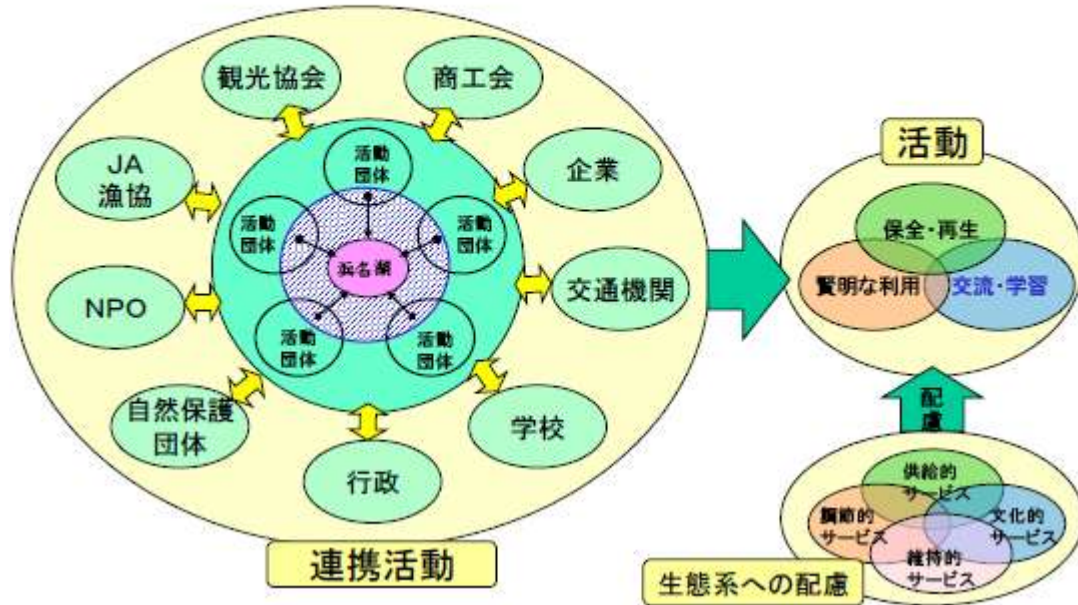 観光協会
商工会
JA
漁協
企業
NPO
交通機関
自然保護
団体
学校
行政
活動
団体
活動
団体
活動
団体
活動
団体
活動
団体
浜名湖
連携活動
活動
保全・再生
賢明な利用
交流・学習
配
慮
供給的
サービス
調節的
サービス
文化的
サービス
維持的
サービス
生態系への配慮